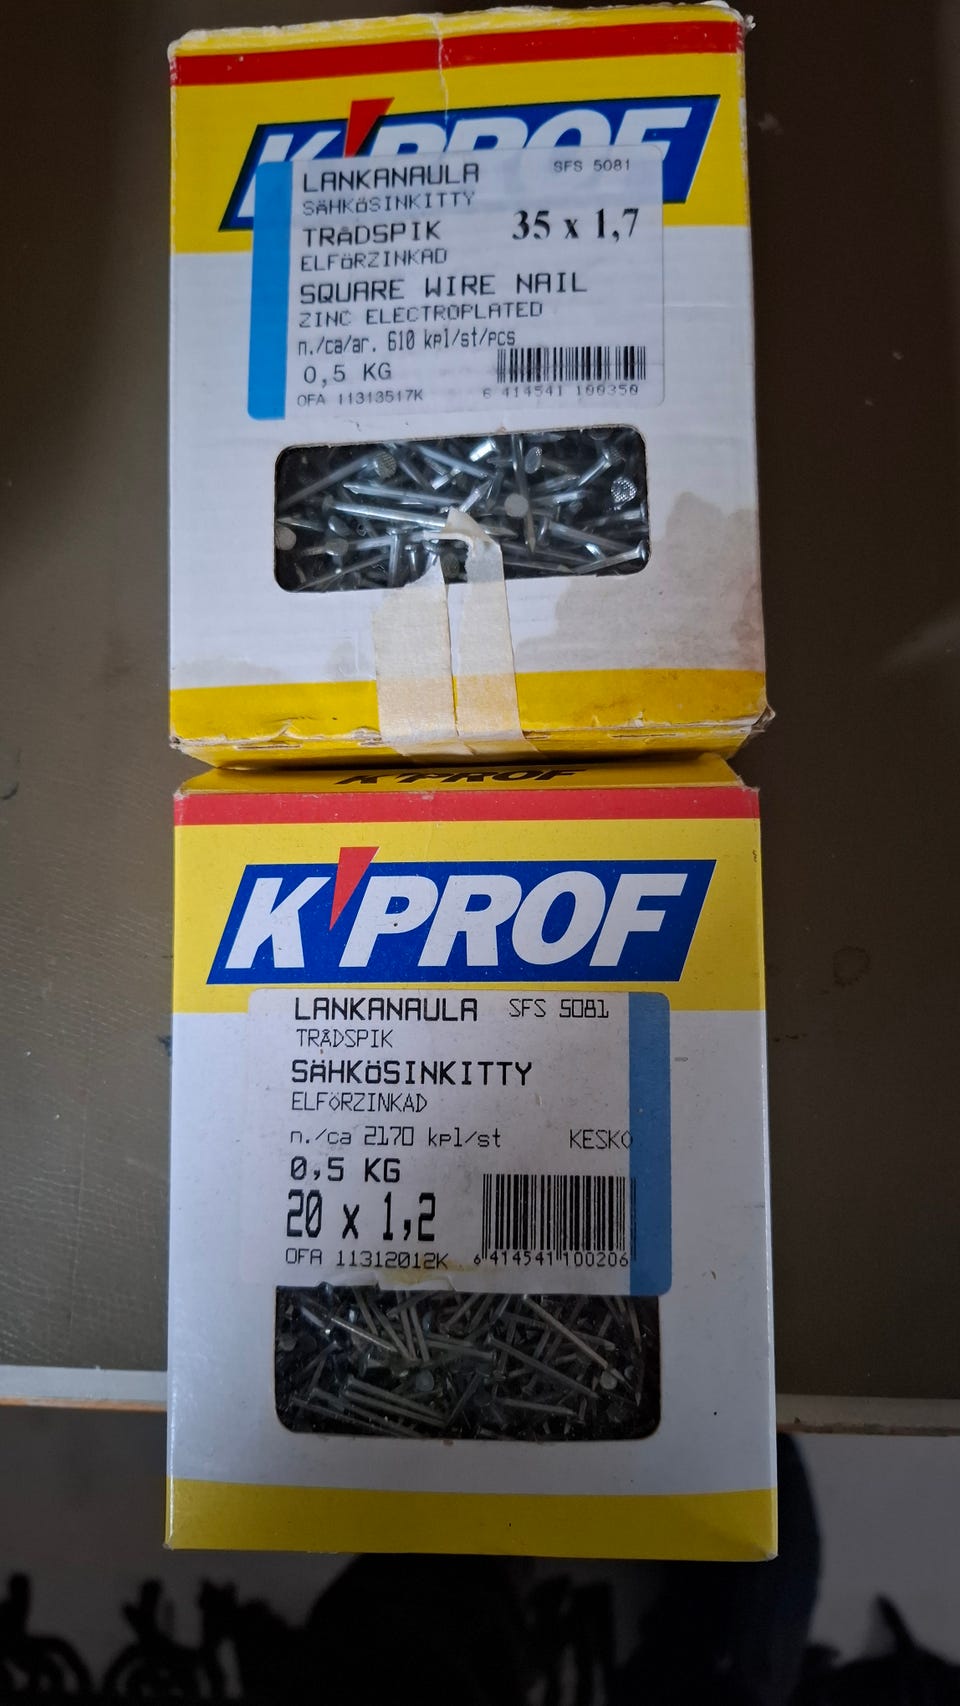 K'PROF
LANKANAULA SFS 5081
SÄHKÖSINKITTY
TRÅDSPIK 35 x 1,7
ELFÖRZINKAD
SQUARE WIRE NAIL
ZINC ELECTROPLATED
n./ca/ar. 610 kpl/st/pcs
0,5 KG
OFA 11313517K 6 414541 100350
K'PROF
K'PROF
LANKANAULA SFS 5081
TRÅDSPIK
SÄHKÖSINKITTY
ELFÖRZINKAD
n./ca 2170 kpl/st KESKO
0,5 KG
20 x 1,2
OFA 11312012K 6 414541 100206